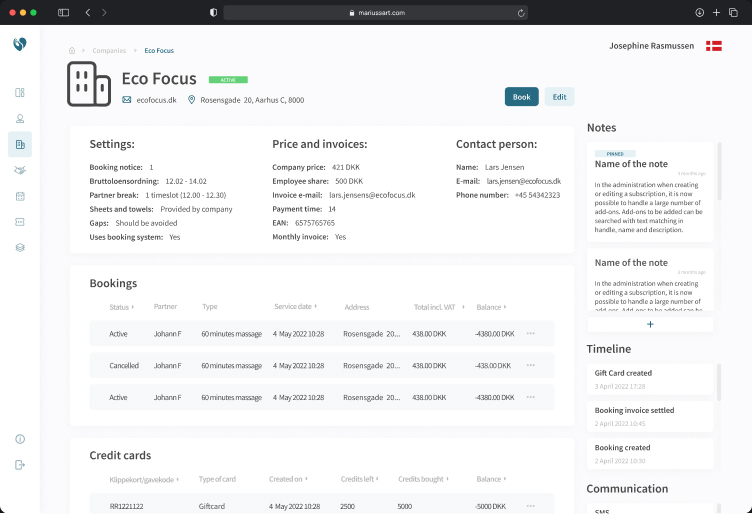 mariussart.com
Josephine Rasmussen
Companies Eco Focus
Eco Focus ACTIVE
ecofocus.dk Rosensgade 20, Aarhus C, 8000
Book Edit
Settings:
Booking notice: 1
Bruttoloensordning: 12.02 - 14.02
Partner break: 1 timeslot (12.00 - 12.30)
Sheets and towels: Provided by company
Gaps: Should be avoided
Uses booking system: Yes
Price and invoices:
Company price: 421 DKK
Employee share: 500 DKK
Invoice e-mail: lars.jensens@ecofocus.dk
Payment time: 14
EAN: 6575765765
Monthly invoice: Yes
Contact person:
Name: Lars Jensen
E-mail: lars.jensen@ecofocus.dk
Phone number: +45 54342323
Bookings
Status Partner Type Service date Address Total incl. VAT Balance
Active Johann F 60 minutes massage 4 May 2022 10:28 Rosensgade 20... 438.00 DKK -4380.00 DKK ...
Cancelled Johann F 60 minutes massage 4 May 2022 10:28 Rosensgade 20... 438.00 DKK -438.00 DKK ...
Active Johann F 60 minutes massage 4 May 2022 10:28 Rosensgade 20... 438.00 DKK -4380.00 DKK ...
Credit cards
Klippekort/gavekode Type of card Created on Credits left Credits bought Balance
RR1221122 Giftcard 4 May 2022 10:28 2500 5000 -5000 DKK ...
Notes
PINNED
Name of the note
3 months ago
In the administration when creating
or editing a subscription, it is now
possible to handle a large number of
add-ons. Add-ons to be added can be
searched with text matching in
handle, name and description.
Name of the note
3 months ago
In the administration when creating
or editing a subscription, it is now
possible to handle a large number of
add-ons. Add-ons to be added can be
+
Timeline
Gift Card created
3 April 2022 17:28
Booking invoice settled
2 April 2022 10:45
Booking created
2 April 2022 10:30
Communication
SMS